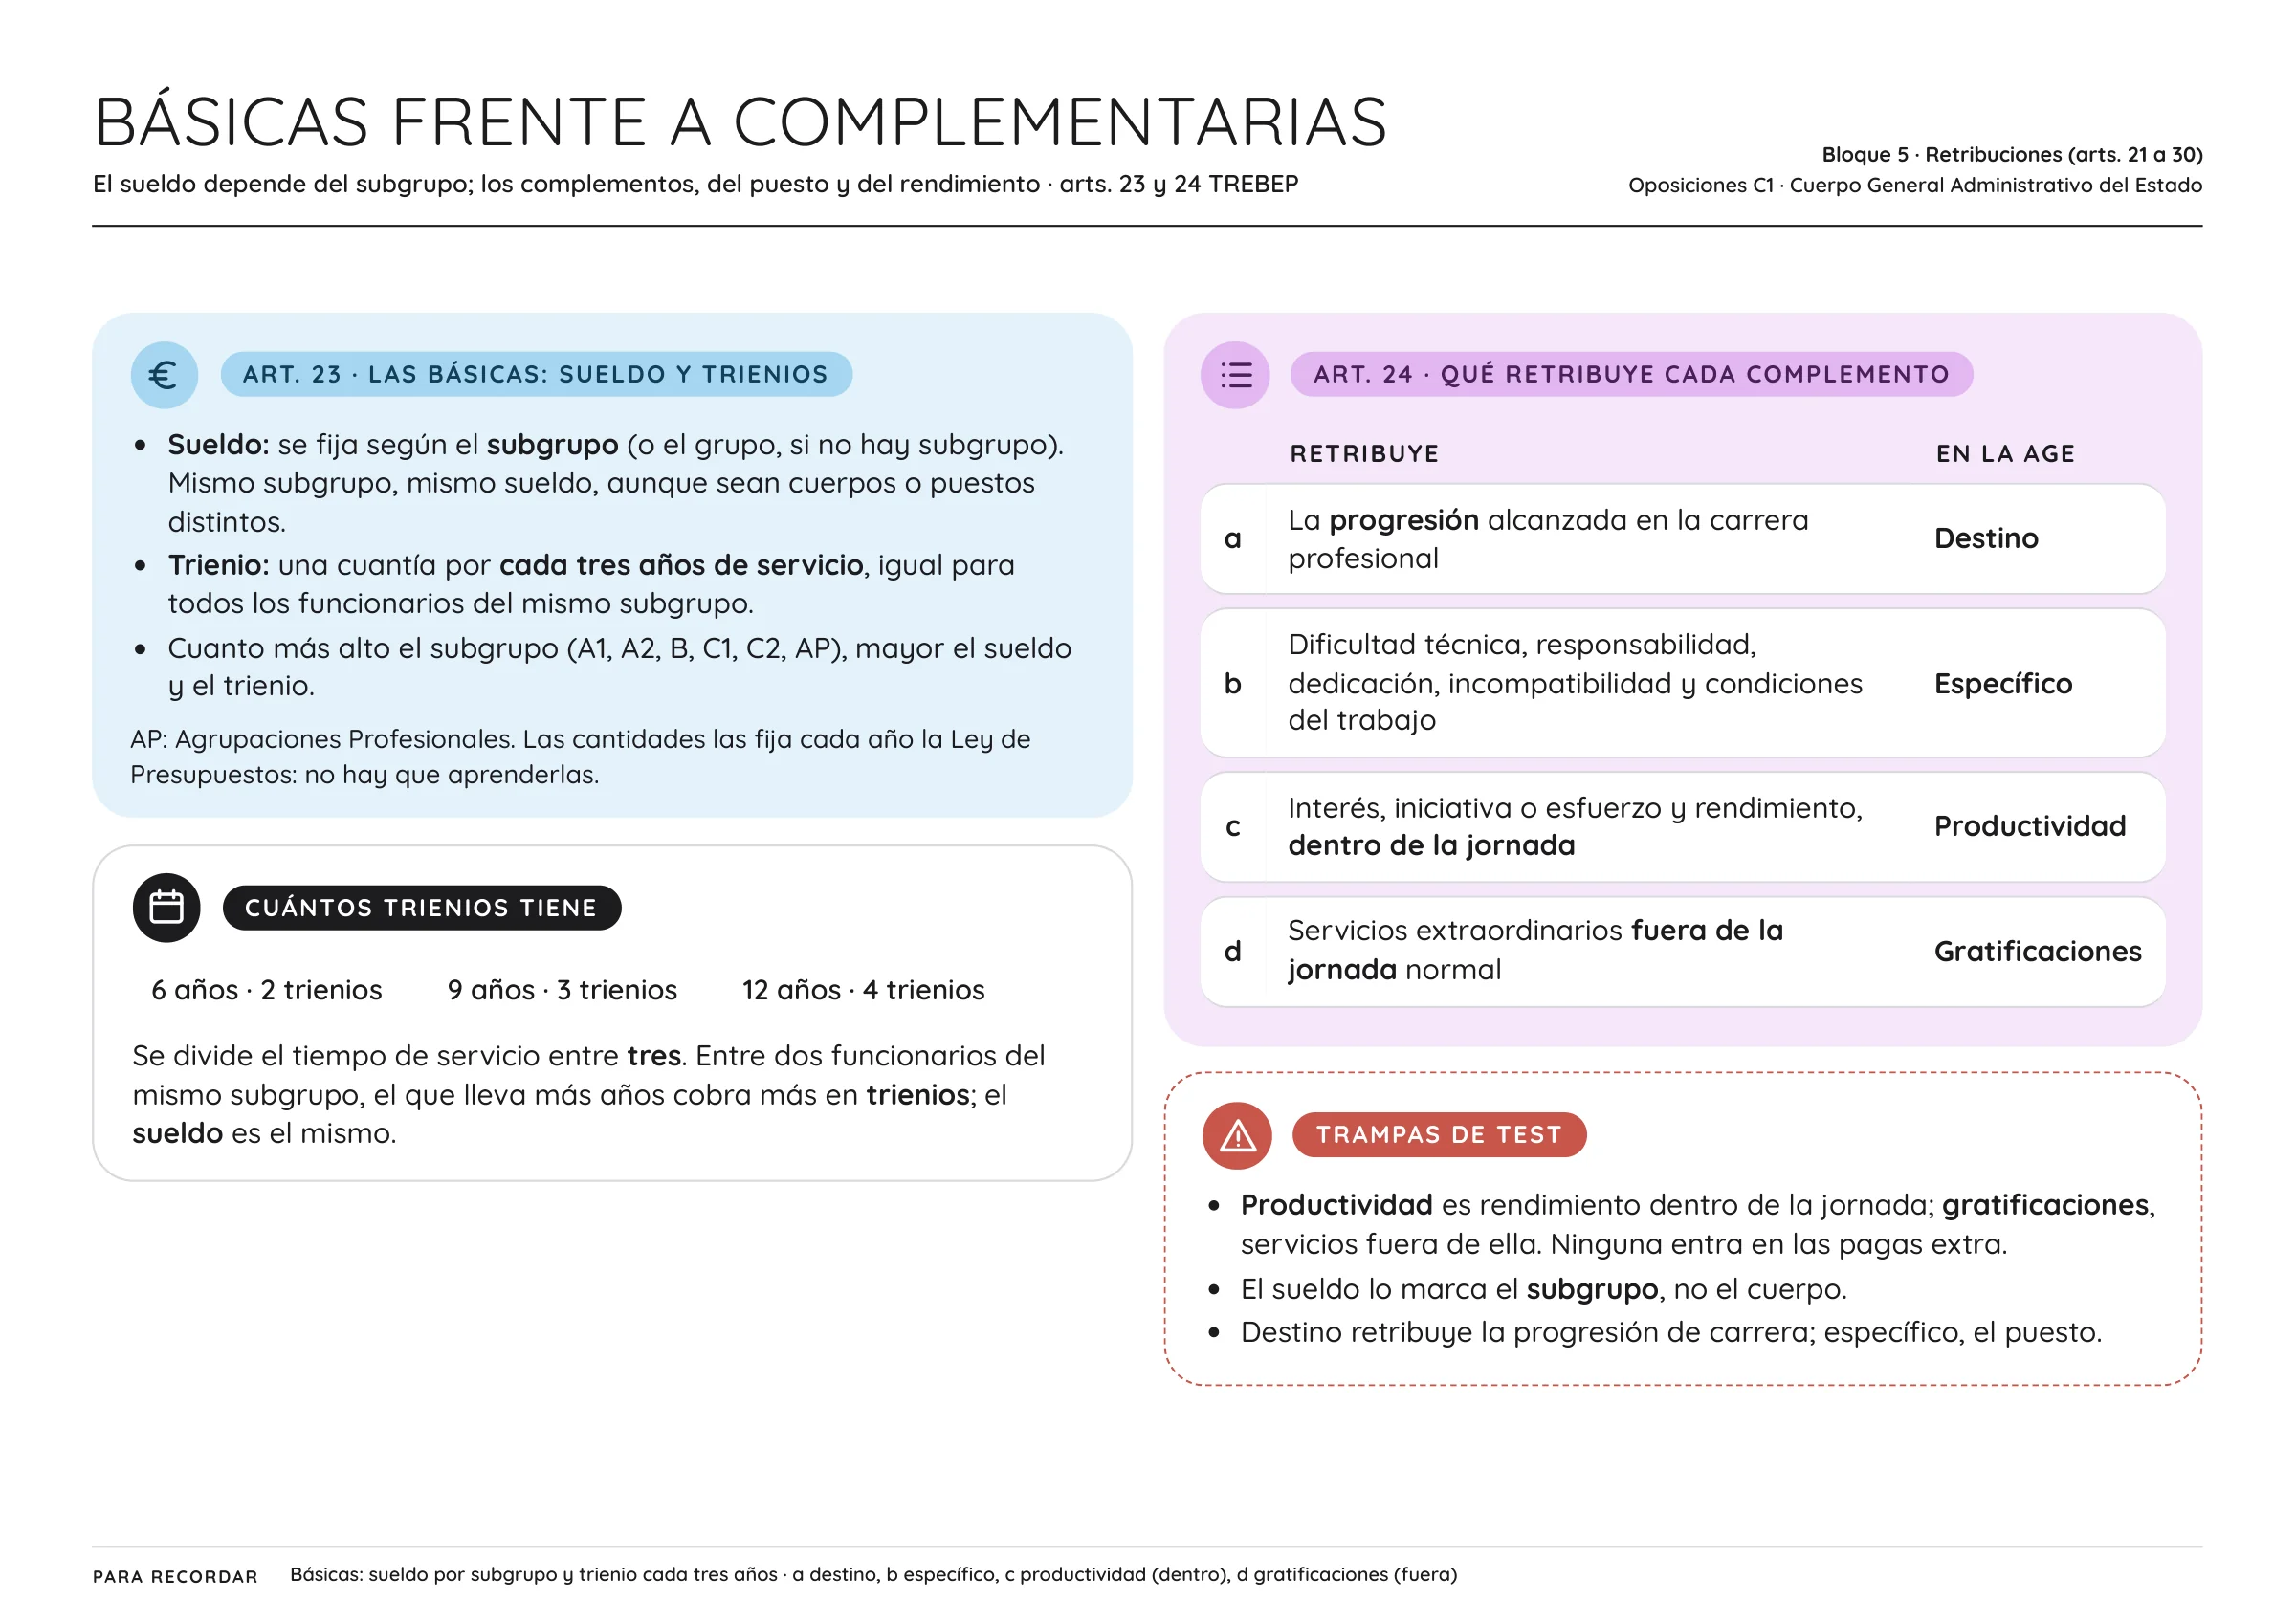 BÁSICAS FRENTE A COMPLEMENTARIAS
El sueldo depende del subgrupo; los complementos, del puesto y del rendimiento · arts. 23 y 24 TREBEP
Bloque 5 · Retribuciones (arts. 21 a 30)
Oposiciones C1 · Cuerpo General Administrativo del Estado
€
ART. 23 · LAS BÁSICAS: SUELDO Y TRIENIOS
• Sueldo: se fija según el subgrupo (o el grupo, si no hay subgrupo).
Mismo subgrupo, mismo sueldo, aunque sean cuerpos o puestos
distintos.
• Trienio: una cuantía por cada tres años de servicio, igual para
todos los funcionarios del mismo subgrupo.
• Cuanto más alto el subgrupo (A1, A2, B, C1, C2, AP), mayor el sueldo
y el trienio.
AP: Agrupaciones Profesionales. Las cantidades las fija cada año la Ley de
Presupuestos: no hay que aprenderlas.
CUÁNTOS TRIENIOS TIENE
6 años · 2 trienios 9 años · 3 trienios 12 años · 4 trienios
Se divide el tiempo de servicio entre tres. Entre dos funcionarios del
mismo subgrupo, el que lleva más años cobra más en trienios; el
sueldo es el mismo.
ART. 24 · QUÉ RETRIBUYE CADA COMPLEMENTO
RETRIBUYE EN LA AGE
a La progresión alcanzada en la carrera
profesional
Destino
b Dificultad técnica, responsabilidad,
dedicación, incompatibilidad y condiciones
del trabajo
Específico
c Interés, iniciativa o esfuerzo y rendimiento,
dentro de la jornada
Productividad
d Servicios extraordinarios fuera de la
jornada normal
Gratificaciones
TRAMPAS DE TEST
• Productividad es rendimiento dentro de la jornada; gratificaciones,
servicios fuera de ella. Ninguna entra en las pagas extra.
• El sueldo lo marca el subgrupo, no el cuerpo.
• Destino retribuye la progresión de carrera; específico, el puesto.
PARA RECORDAR Básicas: sueldo por subgrupo y trienio cada tres años · a destino, b específico, c productividad (dentro), d gratificaciones (fuera)